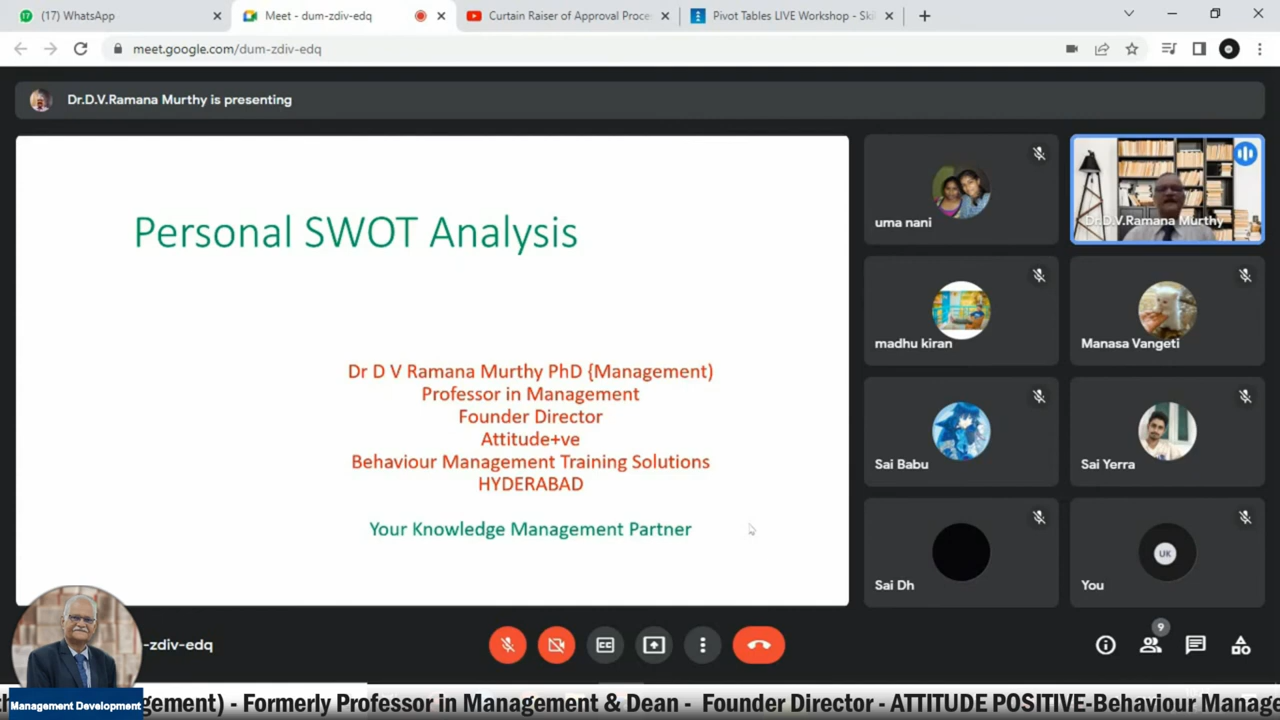 (17) WhatsApp
Meet - dum-zdiv-edq
Curtain Raiser of Approval Proce
Pivot Tables LIVE Workshop - Ski
meet.google.com/dum-zdiv-edq
Dr.D.V.Ramana Murthy is presenting
Personal SWOT Analysis
Dr D V Ramana Murthy PhD {Management)
Professor in Management
Founder Director
Attitude+ve
Behaviour Management Training Solutions
HYDERABAD
Your Knowledge Management Partner
uma nani
Dr.D.V.Ramana Murthy
madhu kiran
Manasa Vangeti
Sai Babu
Sai Yerra
Sai Dh
UK
You
-zdiv-edq
CC
9
Management Development
gement) - Formerly Professor in Management & Dean - Founder Director - ATTITUDE POSITIVE-Behaviour Manage